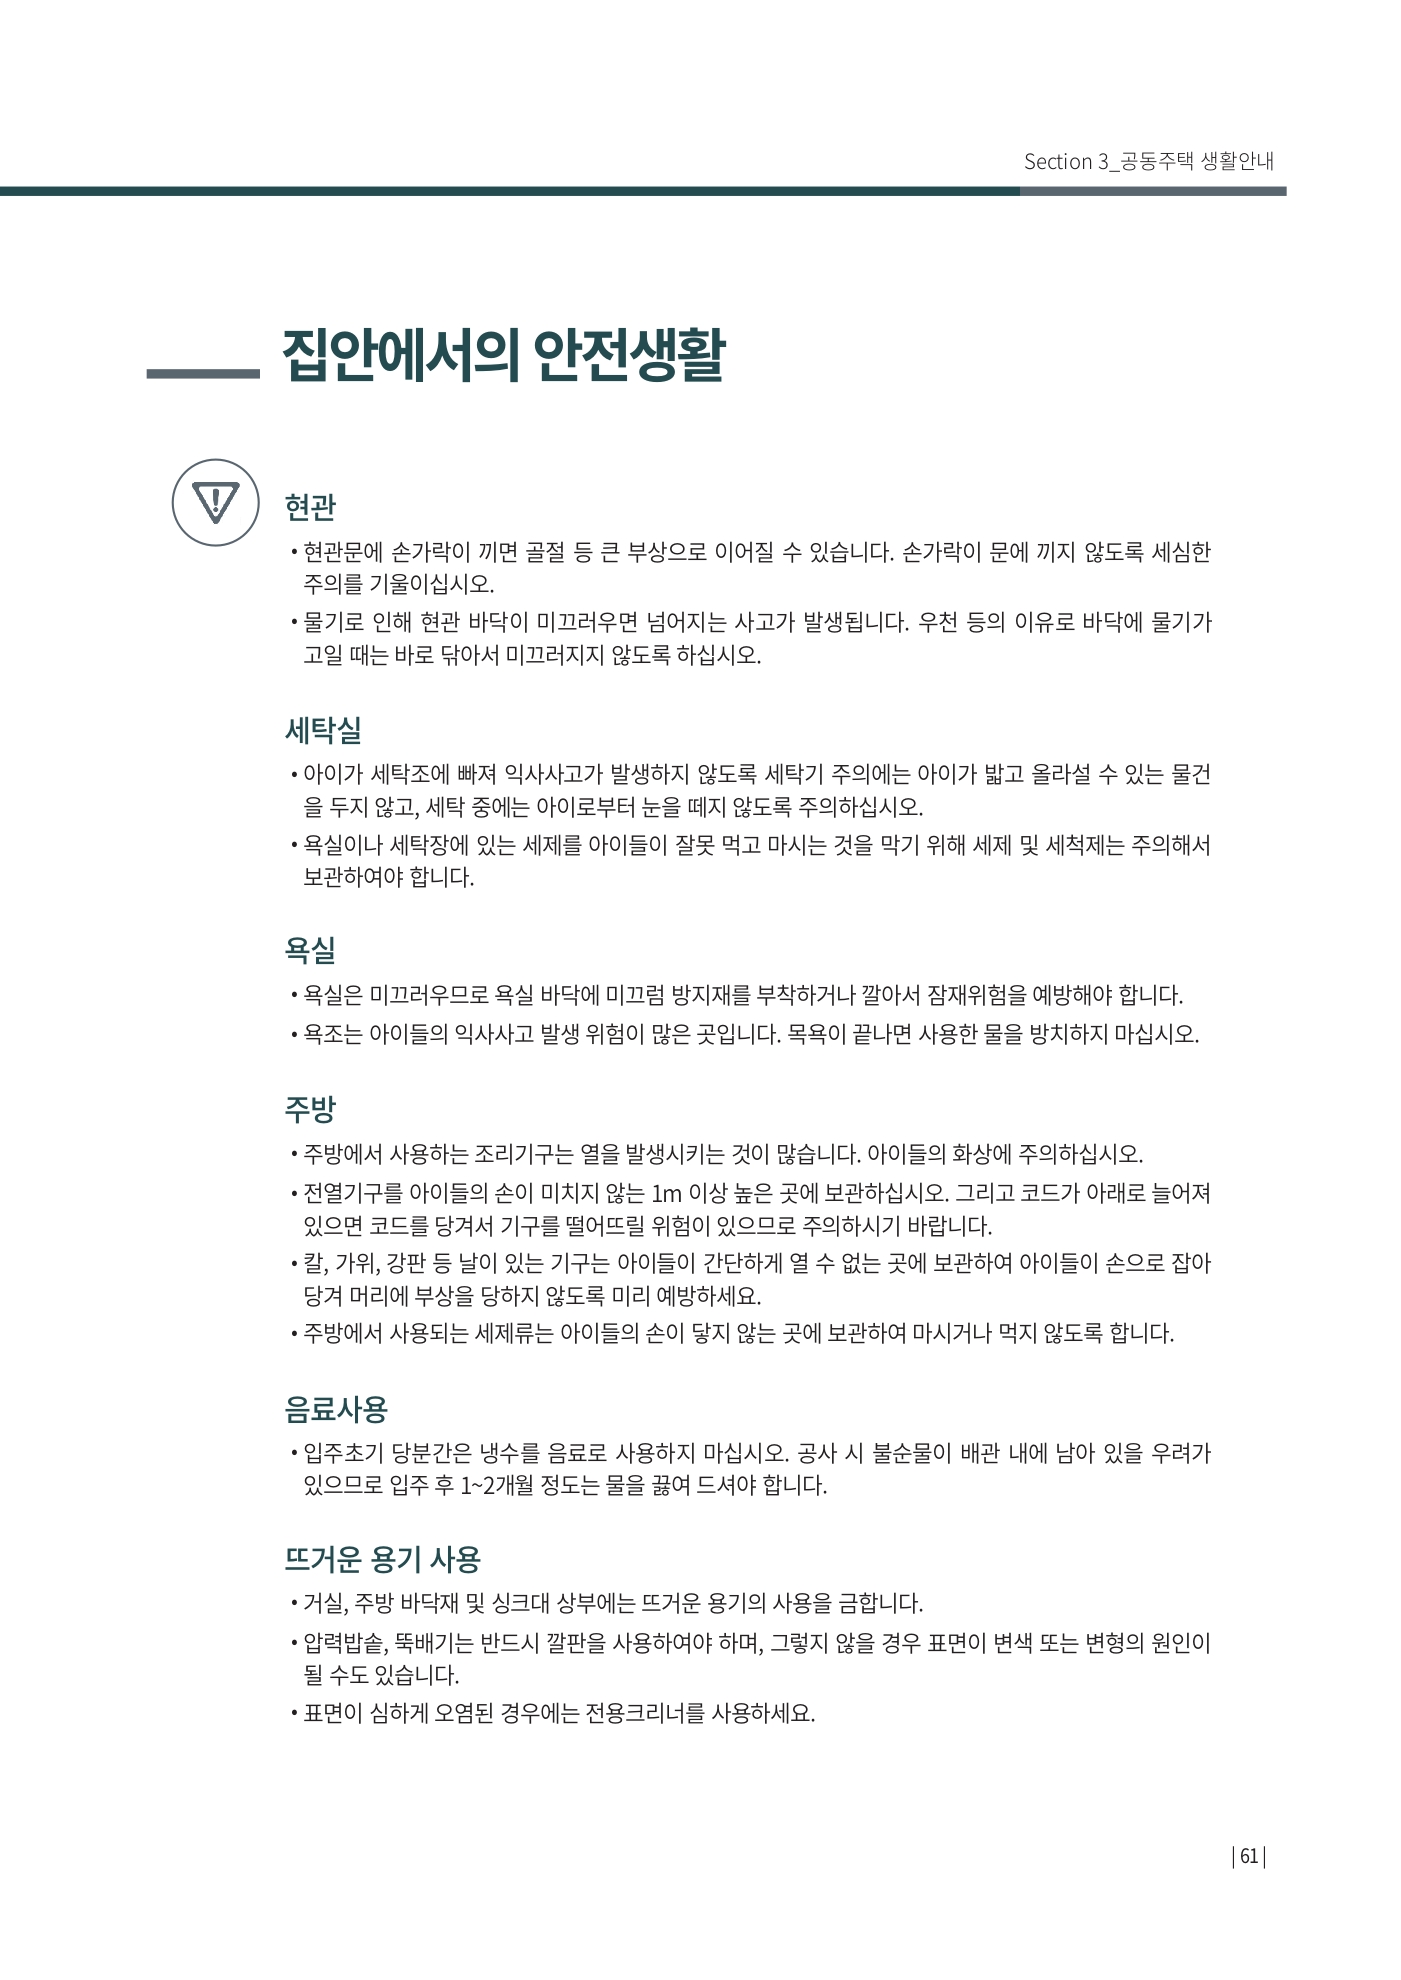 Section 3_공동주택 생활안내
집안에서의 안전생활
현관
• 현관문에 손가락이 끼면 골절 등 큰 부상으로 이어질 수 있습니다. 손가락이 문에 끼지 않도록 세심한
주의를 기울이십시오.
• 물기로 인해 현관 바닥이 미끄러우면 넘어지는 사고가 발생됩니다. 우천 등의 이유로 바닥에 물기가
고일 때는 바로 닦아서 미끄러지지 않도록 하십시오.
세탁실
• 아이가 세탁조에 빠져 익사사고가 발생하지 않도록 세탁기 주의에는 아이가 밟고 올라설 수 있는 물건
을 두지 않고, 세탁 중에는 아이로부터 눈을 떼지 않도록 주의하십시오.
• 욕실이나 세탁장에 있는 세제를 아이들이 잘못 먹고 마시는 것을 막기 위해 세제 및 세척제는 주의해서
보관하여야 합니다.
욕실
• 욕실은 미끄러우므로 욕실 바닥에 미끄럼 방지재를 부착하거나 깔아서 잠재위험을 예방해야 합니다.
• 욕조는 아이들의 익사사고 발생 위험이 많은 곳입니다. 목욕이 끝나면 사용한 물을 방치하지 마십시오.
주방
• 주방에서 사용하는 조리기구는 열을 발생시키는 것이 많습니다. 아이들의 화상에 주의하십시오.
• 전열기구를 아이들의 손이 미치지 않는 1m 이상 높은 곳에 보관하십시오. 그리고 코드가 아래로 늘어져
있으면 코드를 당겨서 기구를 떨어뜨릴 위험이 있으므로 주의하시기 바랍니다.
• 칼, 가위, 강판 등 날이 있는 기구는 아이들이 간단하게 열 수 없는 곳에 보관하여 아이들이 손으로 잡아
당겨 머리에 부상을 당하지 않도록 미리 예방하세요.
• 주방에서 사용되는 세제류는 아이들의 손이 닿지 않는 곳에 보관하여 마시거나 먹지 않도록 합니다.
음료사용
• 입주초기 당분간은 냉수를 음료로 사용하지 마십시오. 공사 시 불순물이 배관 내에 남아 있을 우려가
있으므로 입주 후 1~2개월 정도는 물을 끓여 드셔야 합니다.
뜨거운 용기 사용
• 거실, 주방 바닥재 및 싱크대 상부에는 뜨거운 용기의 사용을 금합니다.
• 압력밥솥, 뚝배기는 반드시 깔판을 사용하여야 하며, 그렇지 않을 경우 표면이 변색 또는 변형의 원인이
될 수도 있습니다.
• 표면이 심하게 오염된 경우에는 전용크리너를 사용하세요.
| 61 |